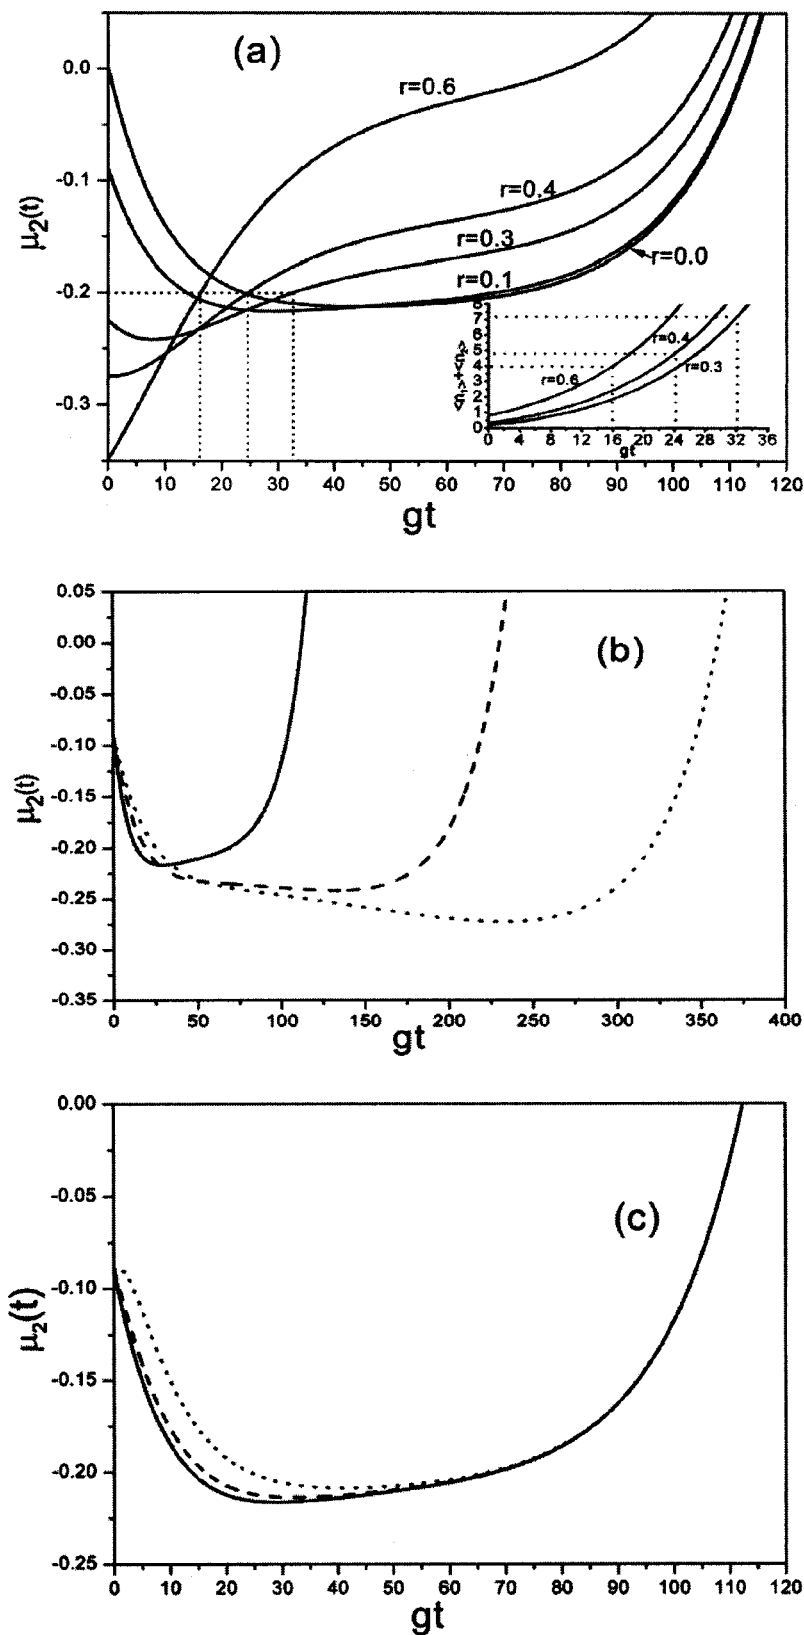 (a)
r=0.6
r=0.4
r=0.3
r=0.1
r=0.0
μ₂(t)
0.0
-0.1
-0.2
-0.3
0 10 20 30 40 50 60 70 80 90 100 110 120
gt
<n₁>+<n₂>
8
7
6
5
4
3
2
1
0
r=0.6
r=0.4
r=0.3
0 4 8 12 16 20 24 28 32 36
gt
(b)
μ₂(t)
0.05
0.00
-0.05
-0.10
-0.15
-0.20
-0.25
-0.30
-0.35
0 50 100 150 200 250 300 350 400
gt
(c)
μ₂(t)
0.00
-0.05
-0.10
-0.15
-0.20
-0.25
0 10 20 30 40 50 60 70 80 90 100 110 120
gt